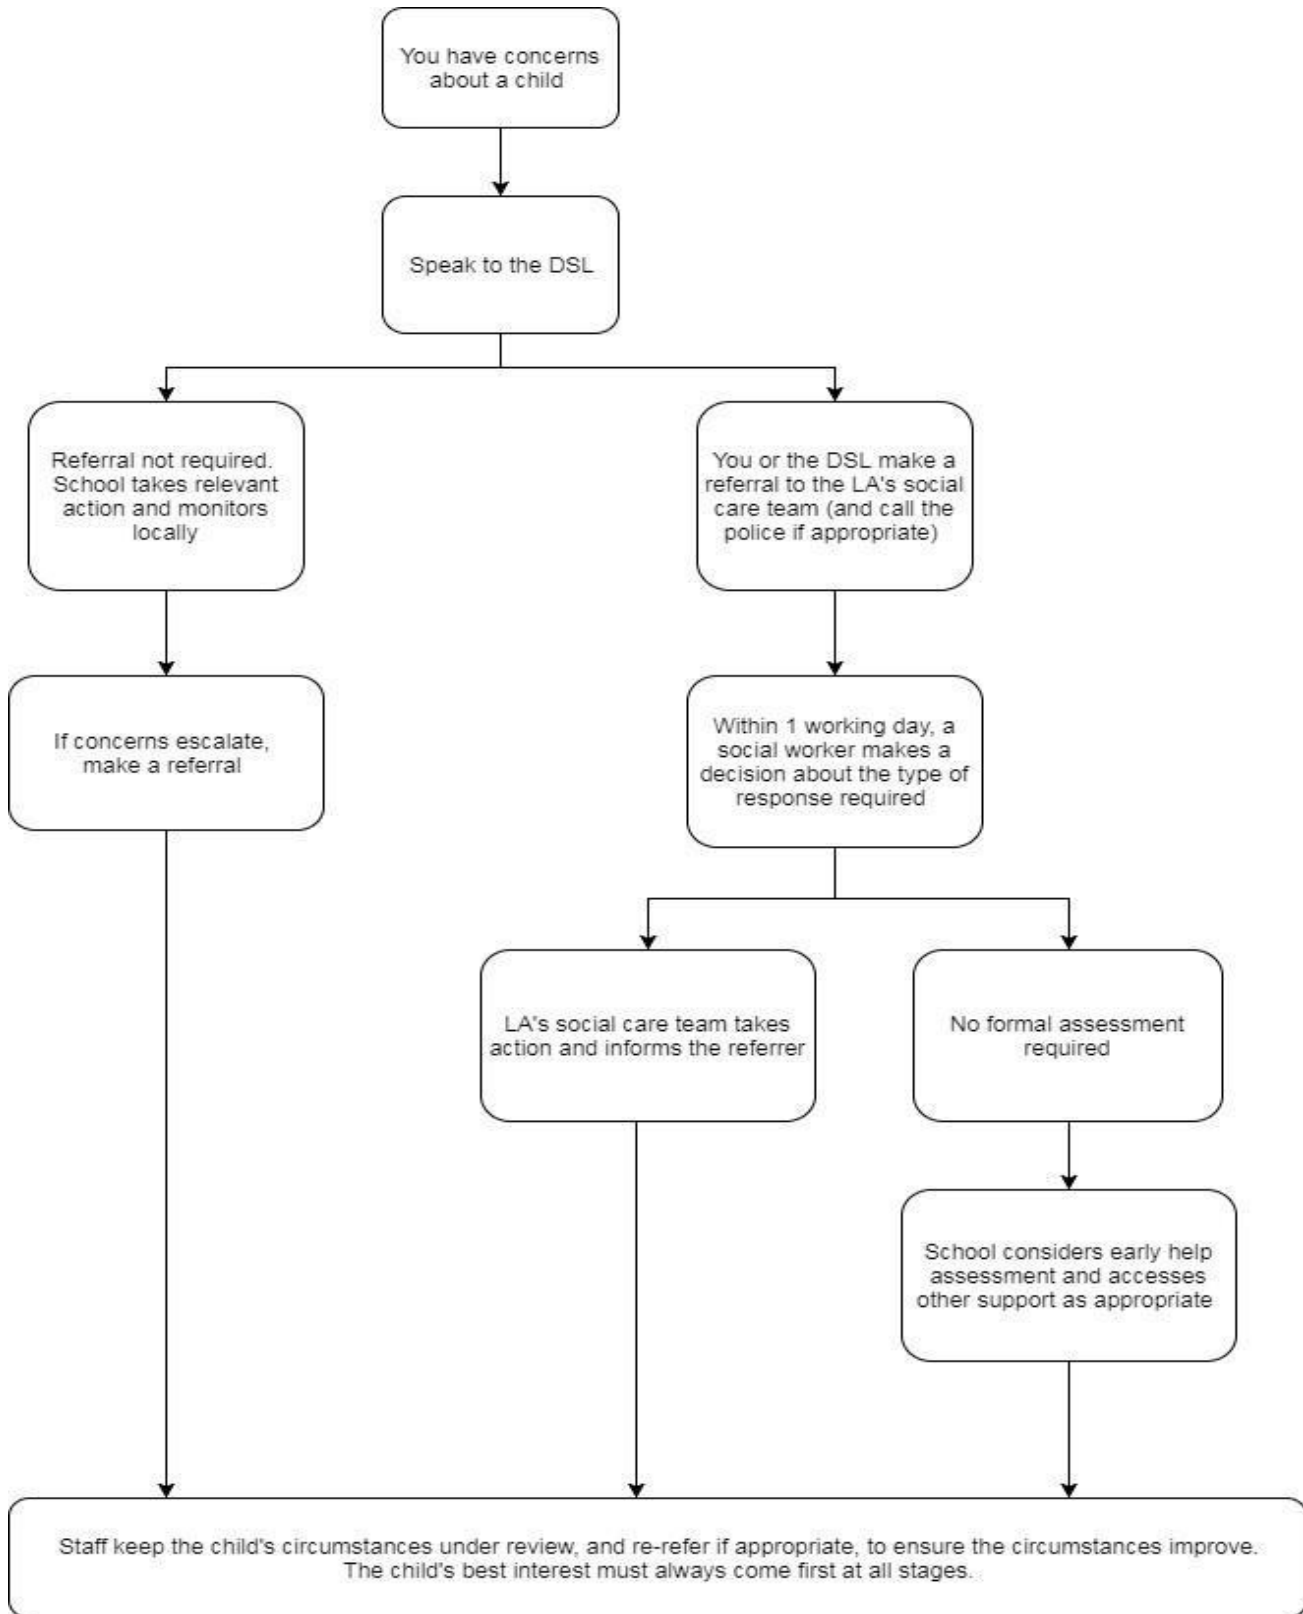 You have concerns
about a child
Speak to the DSL
Referral not required.
School takes relevant
action and monitors
locally
You or the DSL make a
referral to the LA's social
care team (and call the
police if appropriate)
If concerns escalate,
make a referral
Within 1 working day, a
social worker makes a
decision about the type of
response required
LA's social care team takes
action and informs the referrer
No formal assessment
required
School considers early help
assessment and accesses
other support as appropriate
Staff keep the child's circumstances under review, and re-refer if appropriate, to ensure the circumstances improve.
The child's best interest must always come first at all stages.